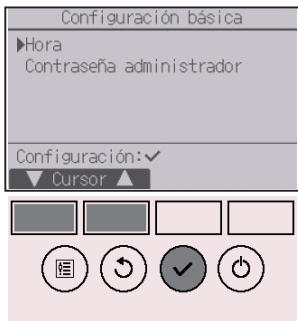 Configuración básica
▶Hora
Contraseña administrador
Configuración:✓
▼ Cursor ▲